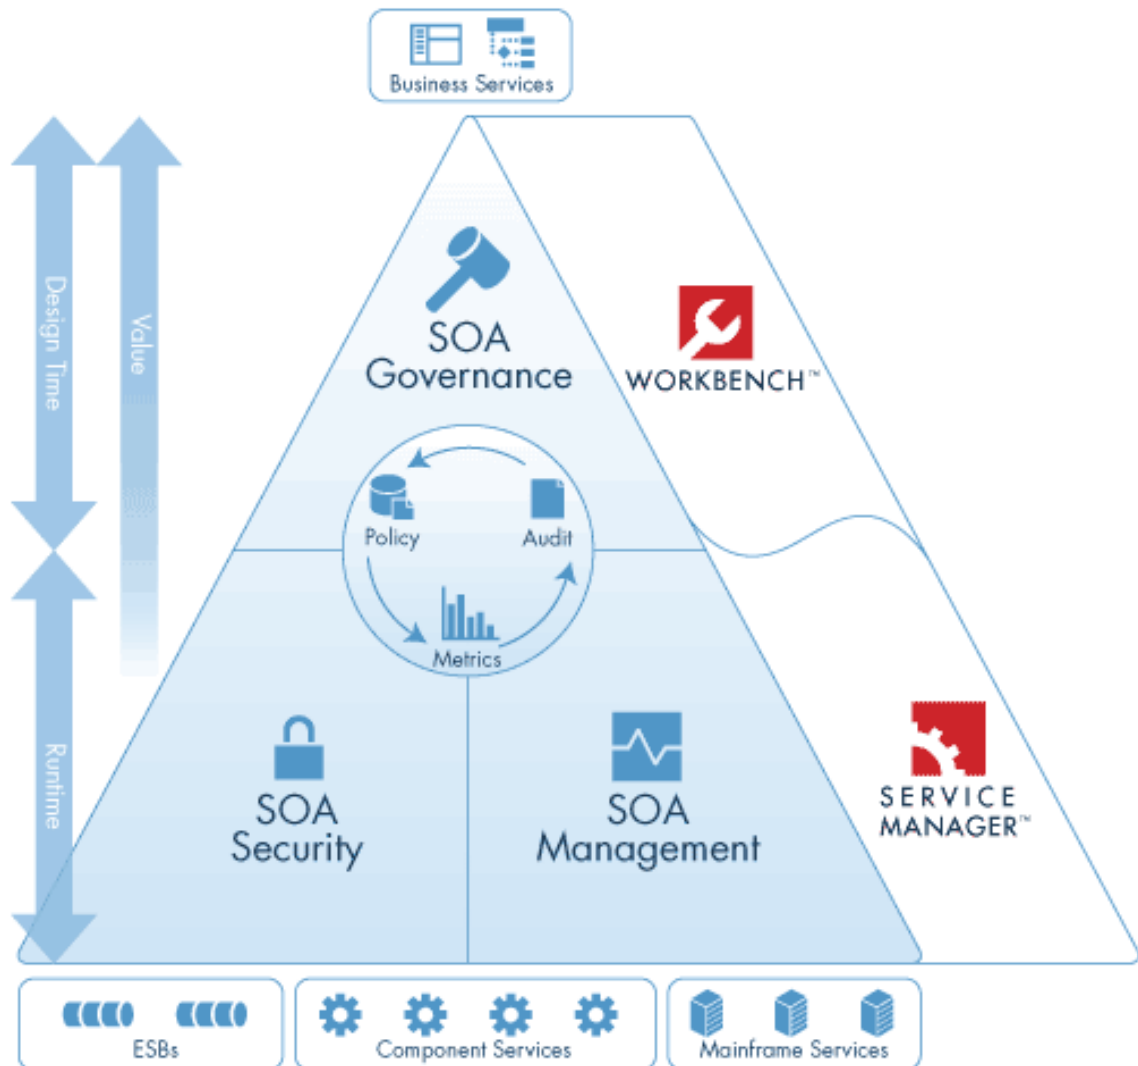 Business Services
Design Time
Value
SOA
Governance
WORKBENCH™
Policy
Audit
Metrics
Runtime
SOA
Security
SOA
Management
SERVICE
MANAGER™
ESBs
Component Services
Mainframe Services